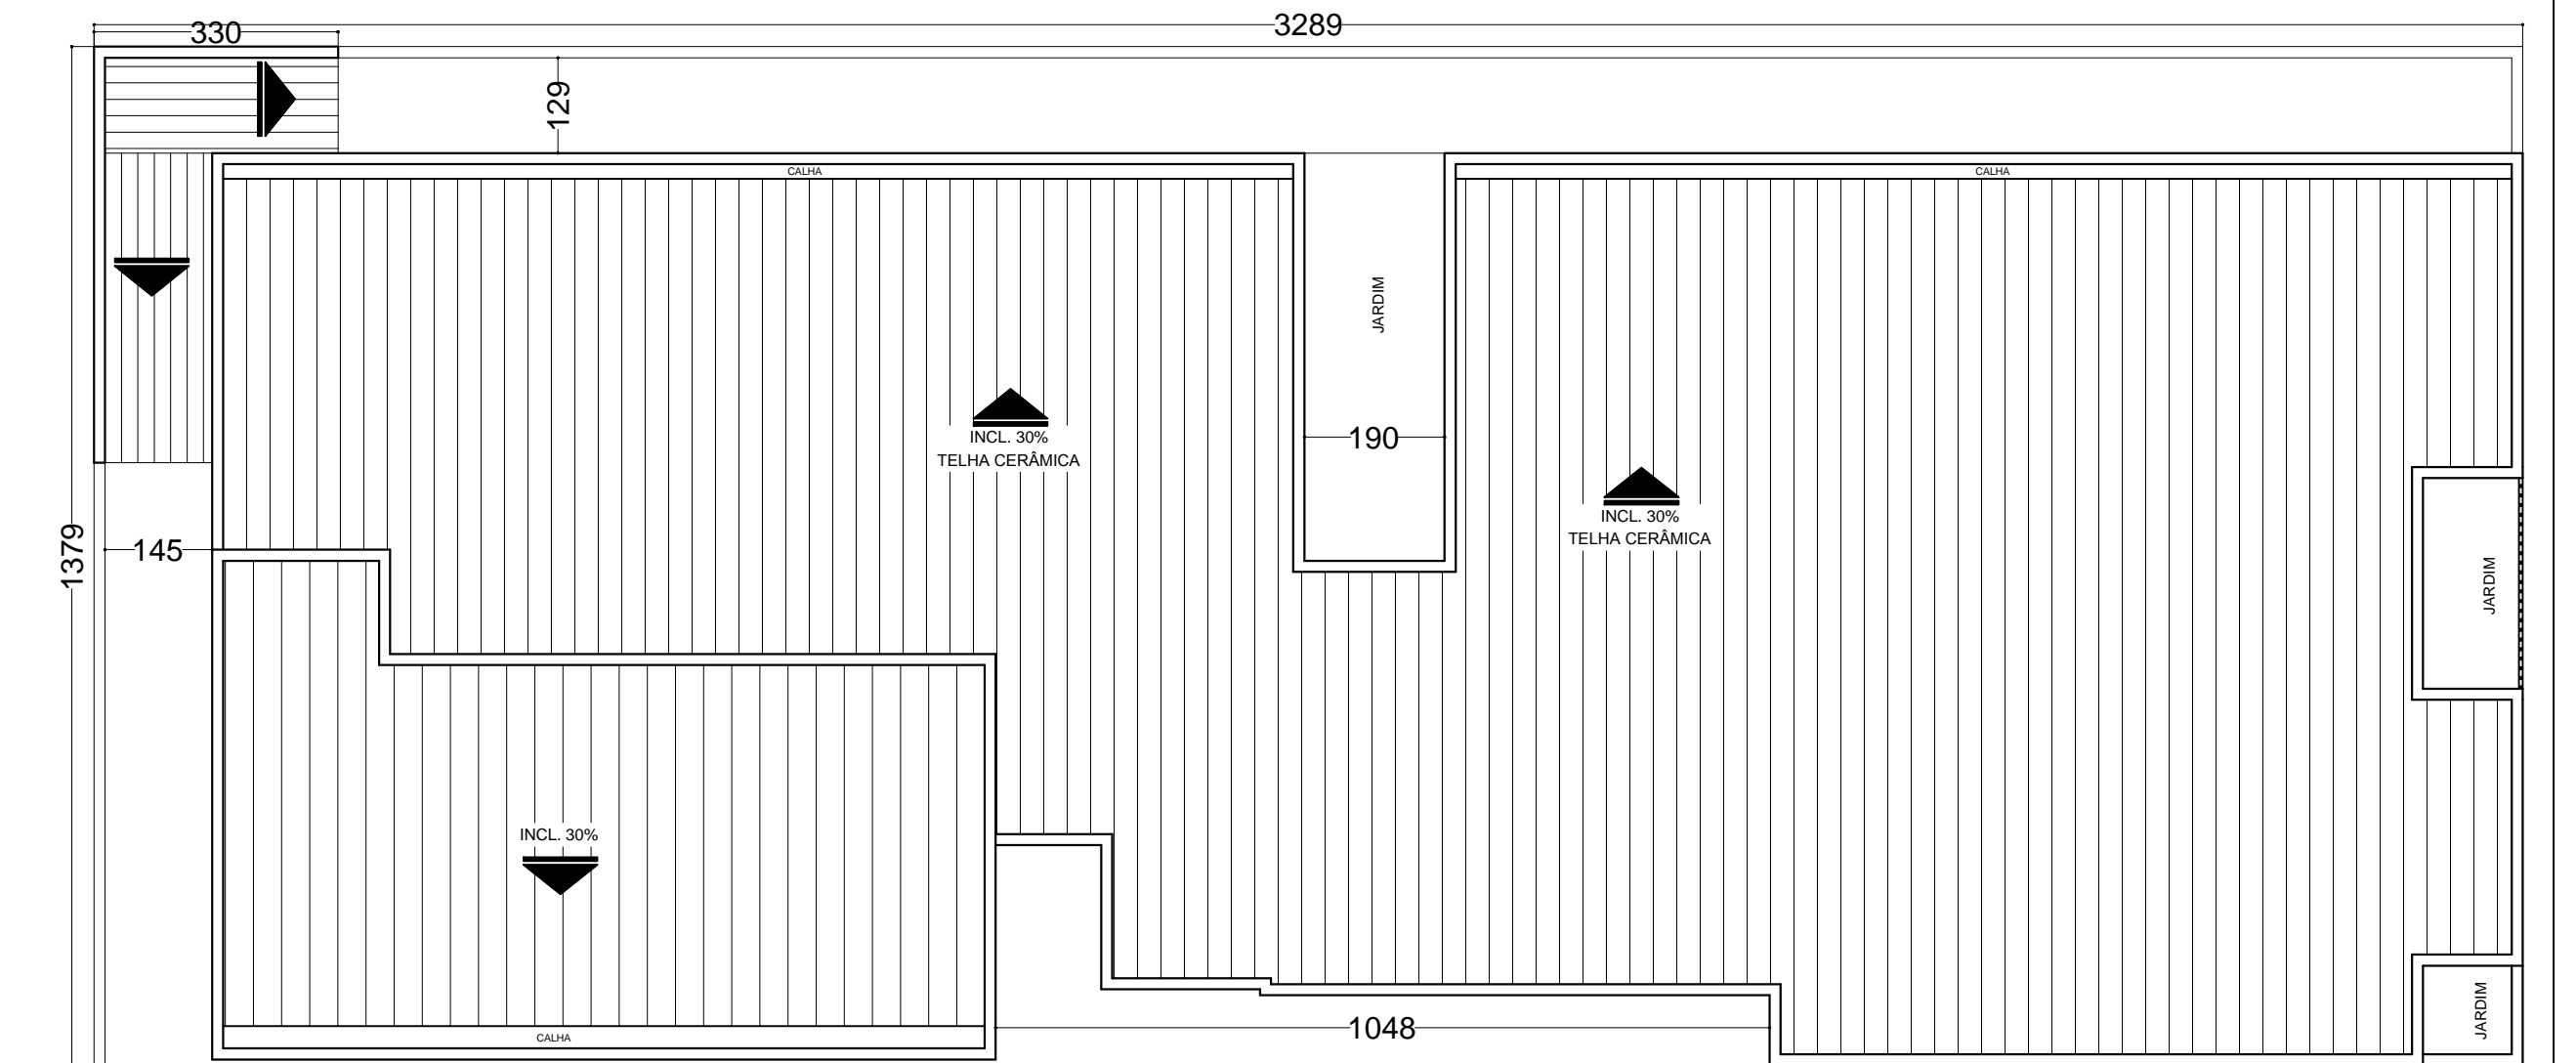 3289
330
129
CALHA
CALHA
JARDIM
INCL. 30%
TELHA CERÂMICA
190
INCL. 30%
TELHA CERÂMICA
1379
145
JARDIM
INCL. 30%
JARDIM
1048
CALHA